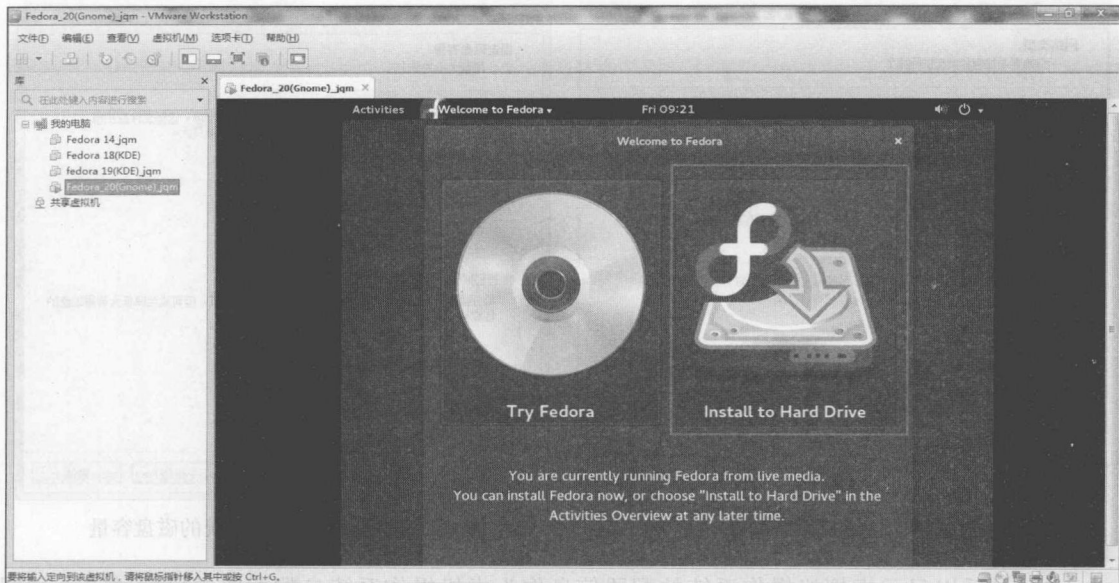 Fedora_20(Gnome)_jqm - VMware Workstation
文件(F) 编辑(E) 查看(V) 虚拟机(M) 选项卡(T) 帮助(H)
库 ×
在此处键入内容进行搜索
我的电脑
Fedora 14_jqm
Fedora 18(KDE)
fedora 19(KDE)_jqm
Fedora_20(Gnome)_jqm
共享虚拟机
Fedora_20(Gnome)_jqm ×
Activities Welcome to Fedora Fri 09:21
Welcome to Fedora ×
Try Fedora
Install to Hard Drive
You are currently running Fedora from live media.
You can install Fedora now, or choose "Install to Hard Drive" in the
Activities Overview at any later time.
要将输入定向到该虚拟机，请将鼠标指针移入其中或按 Ctrl+G。
的磁盘容量